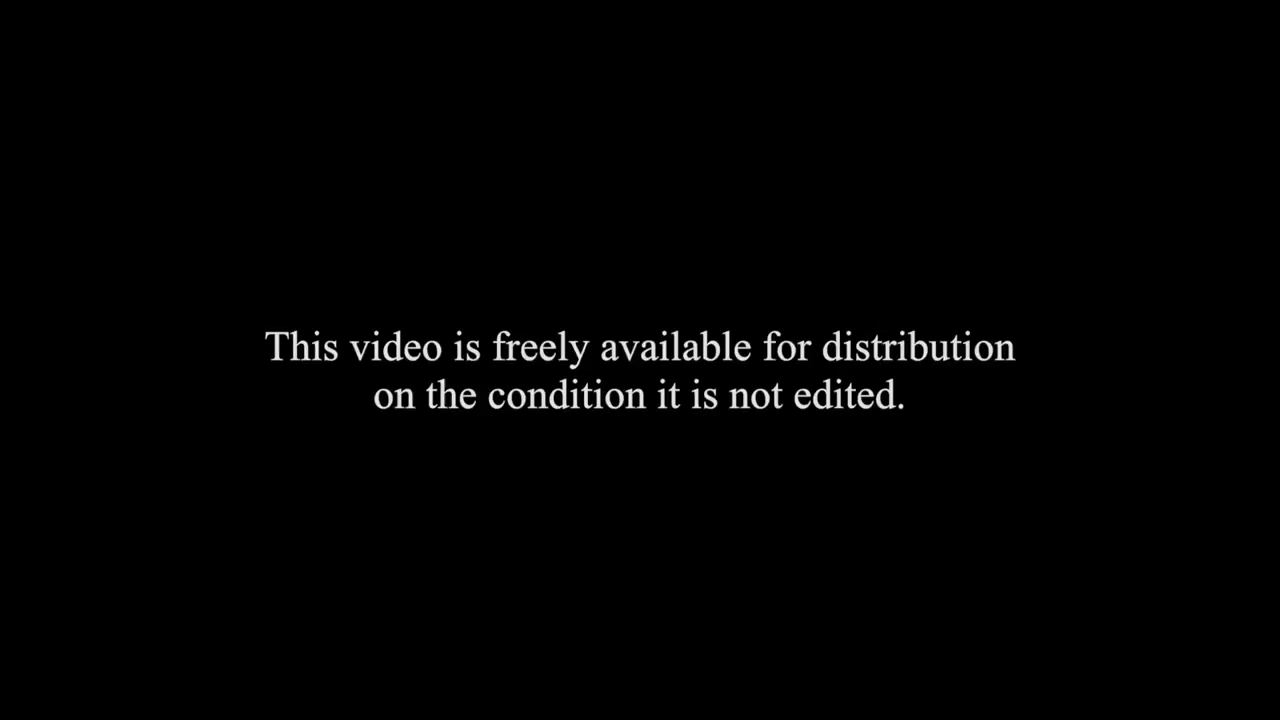 This video is freely available for distribution
on the condition it is not edited.